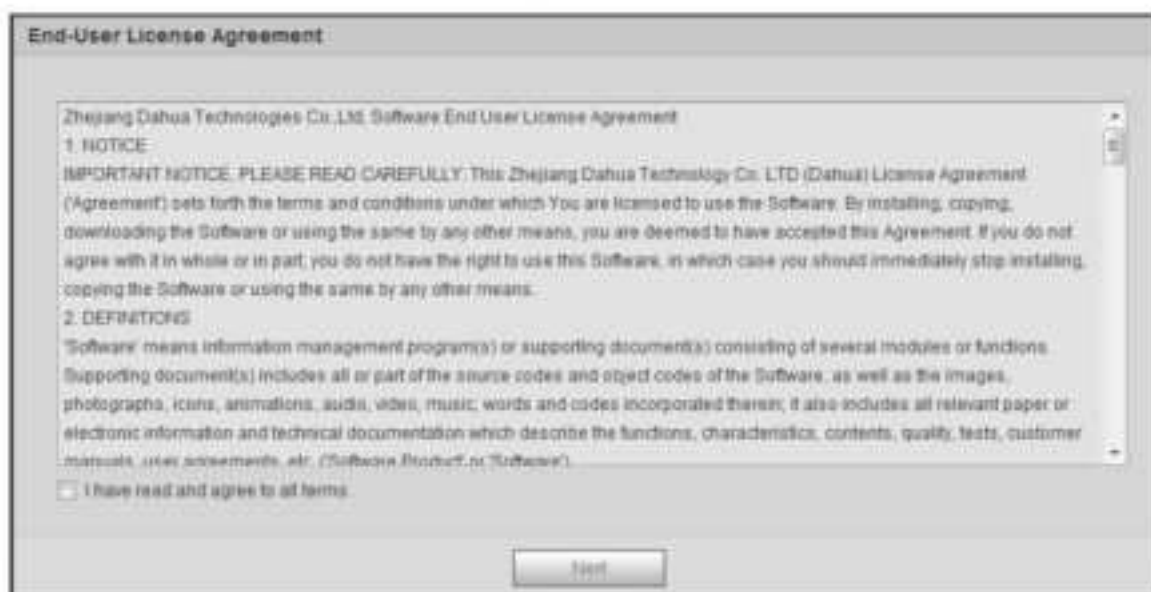 End-User License Agreement
Zhejiang Dahua Technologies Co.,Ltd. Software End User License Agreement
1. NOTICE
IMPORTANT NOTICE, PLEASE READ CAREFULLY: This Zhejiang Dahua Technology Co. LTD (Dahua) License Agreement
('Agreement') sets forth the terms and conditions under which You are licensed to use the Software. By installing, copying,
downloading the Software or using the same by any other means, you are deemed to have accepted this Agreement. If you do not
agree with it in whole or in part, you do not have the right to use this Software, in which case you should immediately stop installing,
copying the Software or using the same by any other means.
2. DEFINITIONS
'Software' means information management program(s) or supporting document(s) consisting of several modules or functions.
Supporting document(s) includes all or part of the source codes and object codes of the Software, as well as the images,
photographs, icons, animations, audio, video, music, words and codes incorporated therein; it also includes all relevant paper or
electronic information and technical documentation which describe the functions, characteristics, contents, quality, tests, customer
manuals, user agreements, etc. ('Software Product' or 'Software').
I have read and agree to all terms
Next